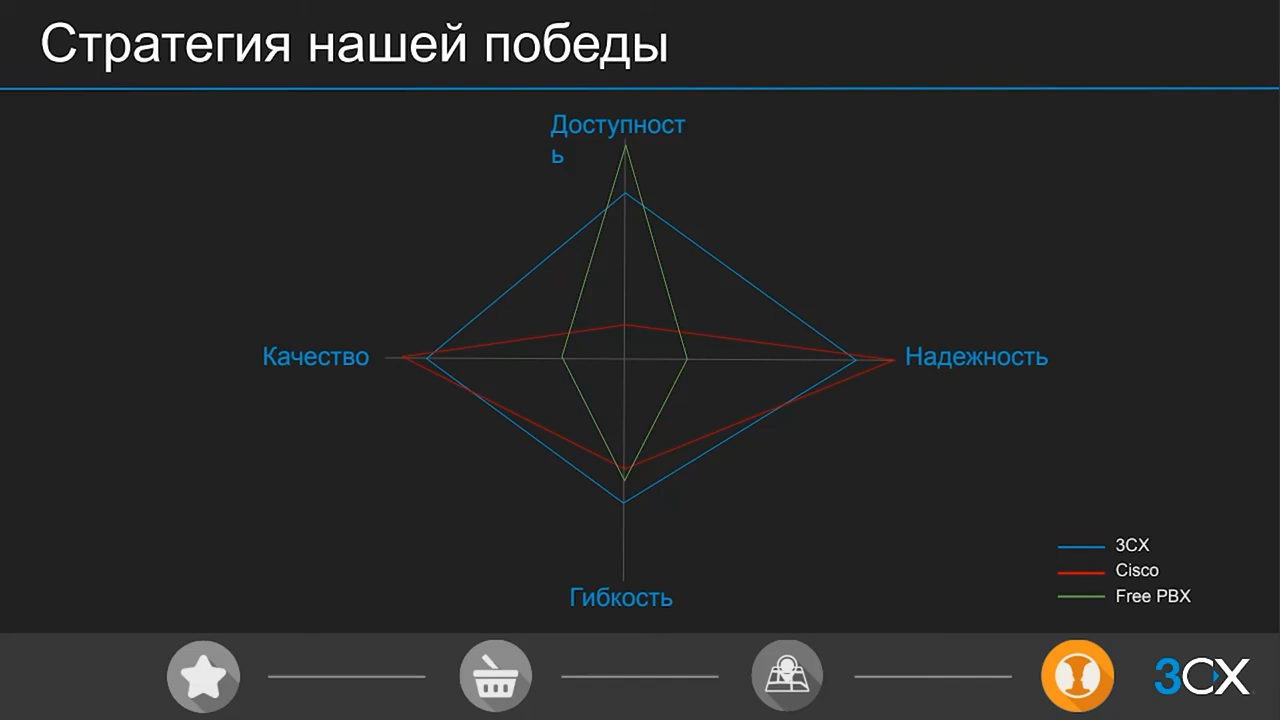 Стратегия нашей победы
Доступност
ь
Качество
Надежность
Гибкость
3CX
Cisco
Free PBX
3CX